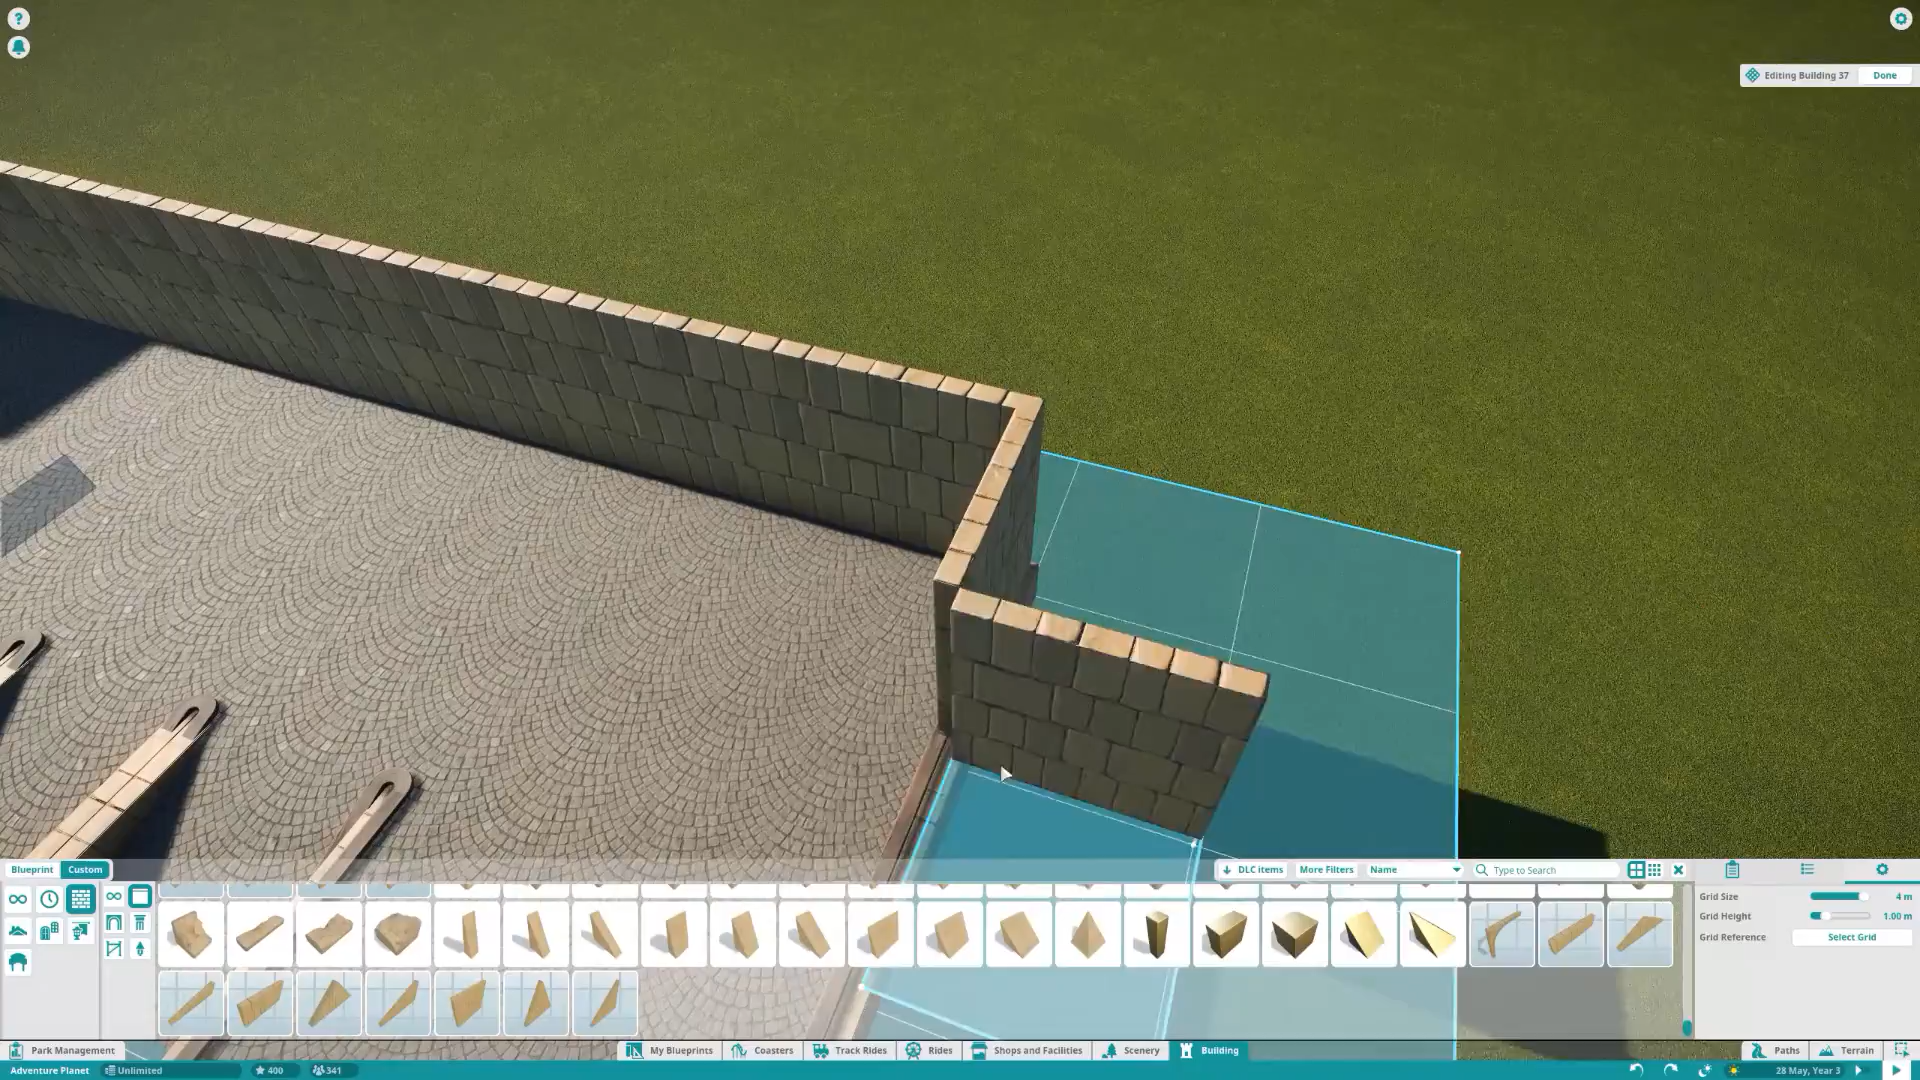 ?
Editing Building 37 Done
Blueprint Custom
DLC items More Filters Name Type to Search
Grid Size 4 m
Grid Height 1.00 m
Grid Reference Select Grid
Park Management My Blueprints Coasters Track Rides Rides Shops and Facilities Scenery Building Paths Terrain
Adventure Planet Unlimited 400 341 28 May, Year 3